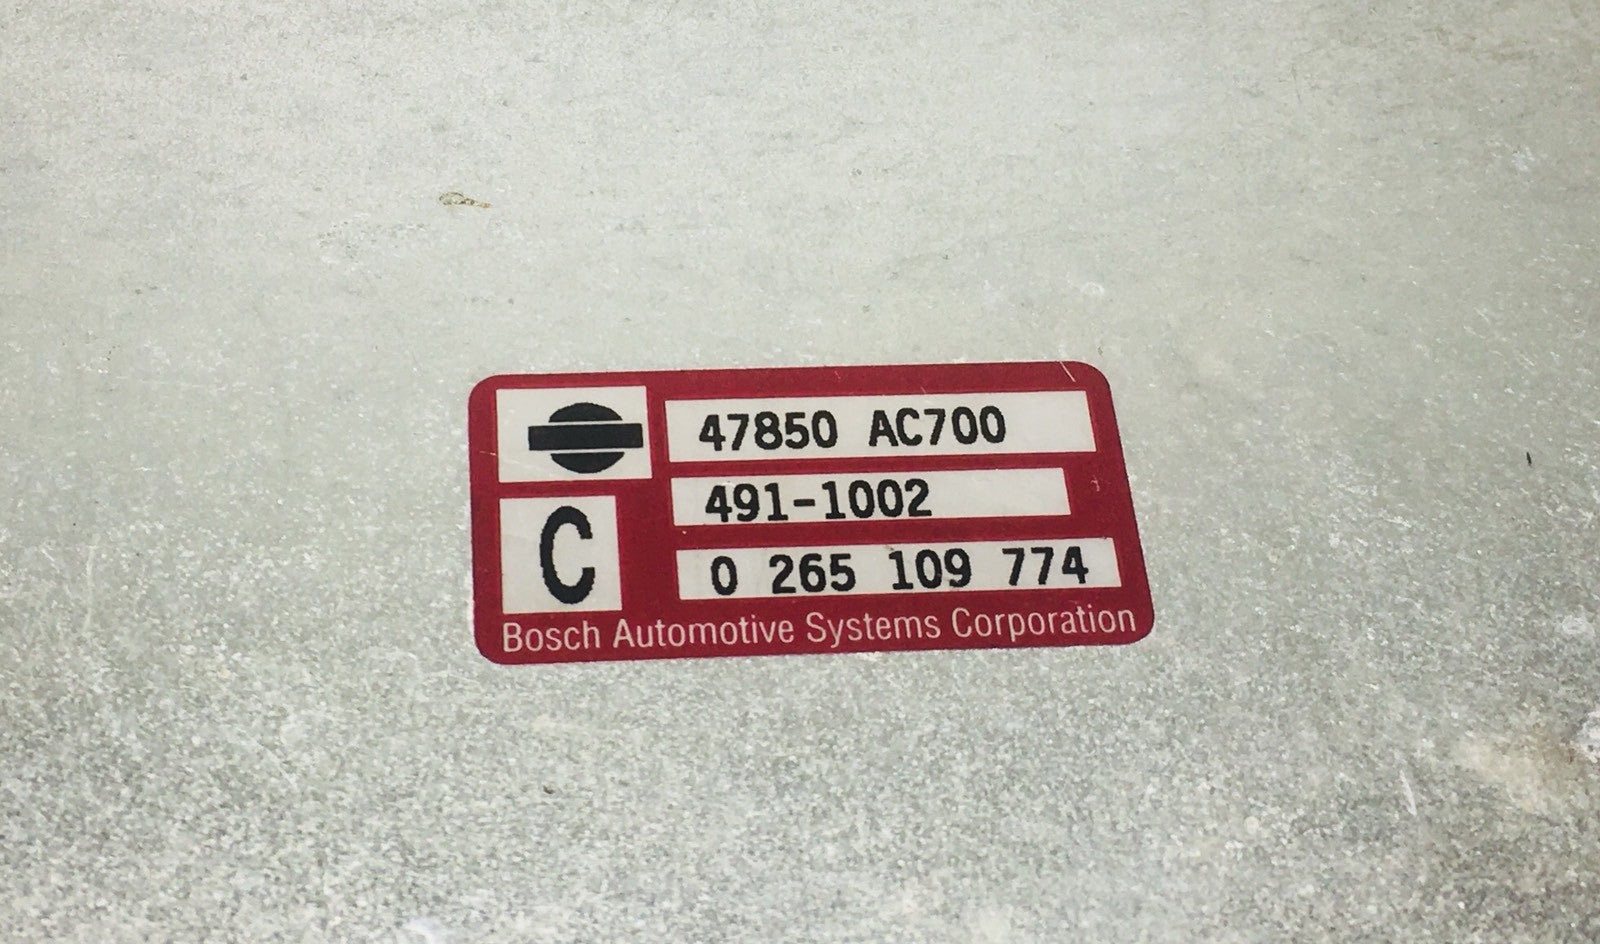 47850 AC700
491-1002
C
0 265 109 774
Bosch Automotive Systems Corporation